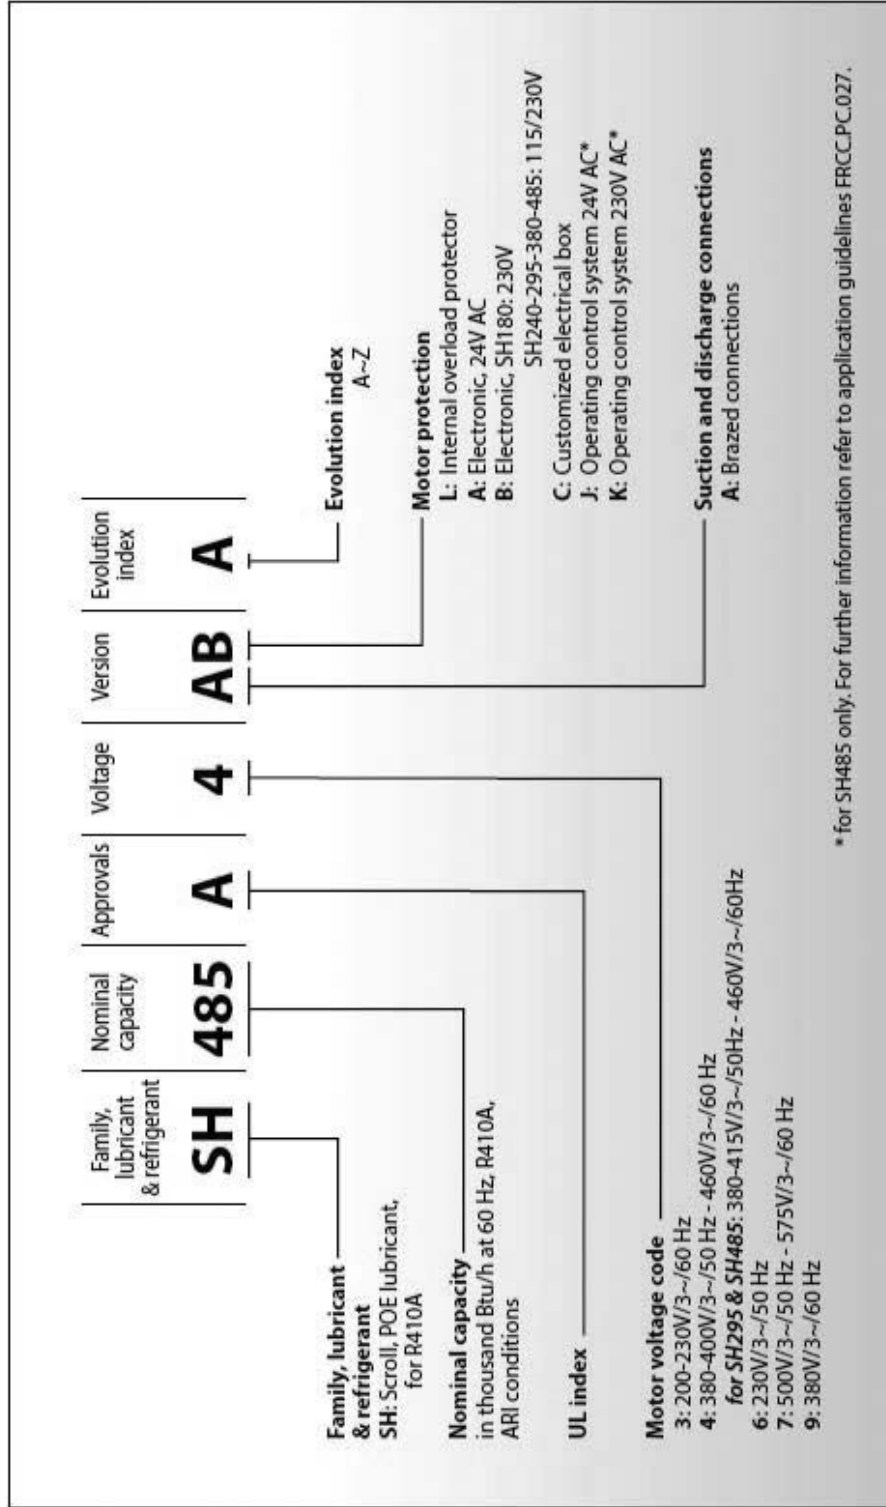 Family,
lubricant
& refrigerant
Nominal
capacity
Approvals
Voltage
Version
Evolution
index
SH
485
A
4
AB
A
Family, lubricant
& refrigerant
SH: Scroll, POE lubricant,
for R410A
Nominal capacity
in thousand Btu/h at 60 Hz, R410A,
ARI conditions
UL index
Motor voltage code
3: 200-230V/3~/60 Hz
4: 380-400V/3~/50 Hz - 460V/3~/60 Hz
for SH295 & SH485: 380-415V/3~/50Hz - 460V/3~/60Hz
6: 230V/3~/50 Hz
7: 500V/3~/50 Hz - 575V/3~/60 Hz
9: 380V/3~/60 Hz
Evolution index
A~Z
Motor protection
L: Internal overload protector
A: Electronic, 24V AC
B: Electronic, SH180: 230V
SH240-295-380-485: 115/230V
C: Customized electrical box
J: Operating control system 24V AC*
K: Operating control system 230V AC*
Suction and discharge connections
A: Brazed connections
* for SH485 only. For further information refer to application guidelines FRCC.PC.027.